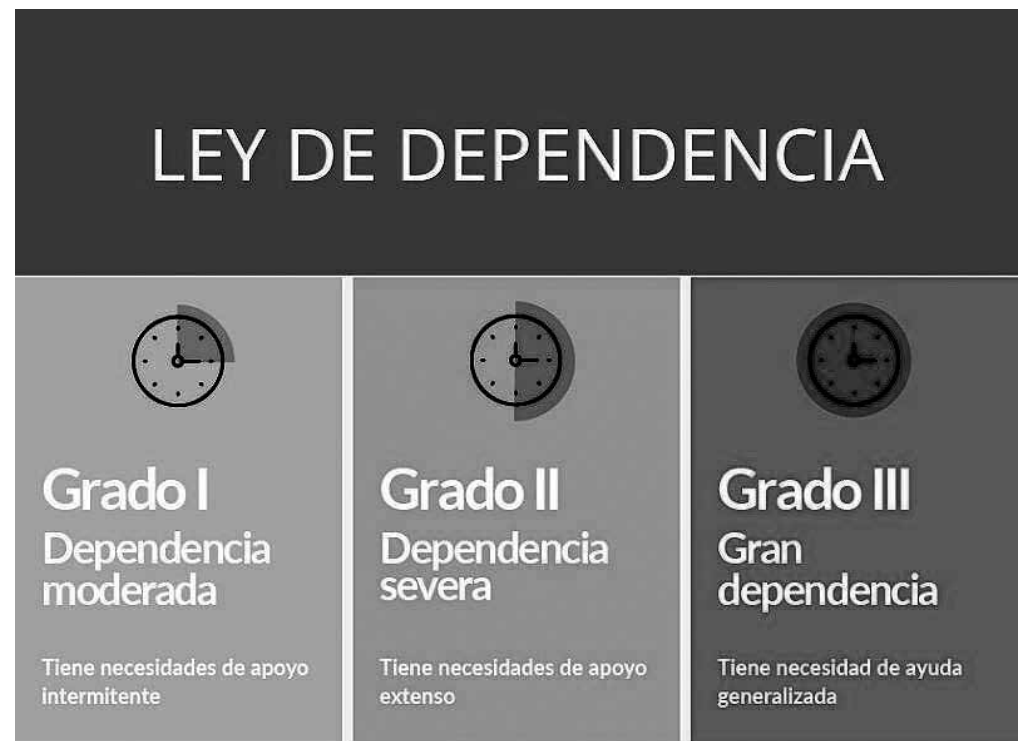 LEY DE DEPENDENCIA
Grado I
Dependencia
moderada
Tiene necesidades de apoyo
intermitente
Grado II
Dependencia
severa
Tiene necesidades de apoyo
extenso
Grado III
Gran
dependencia
Tiene necesidad de ayuda
generalizada